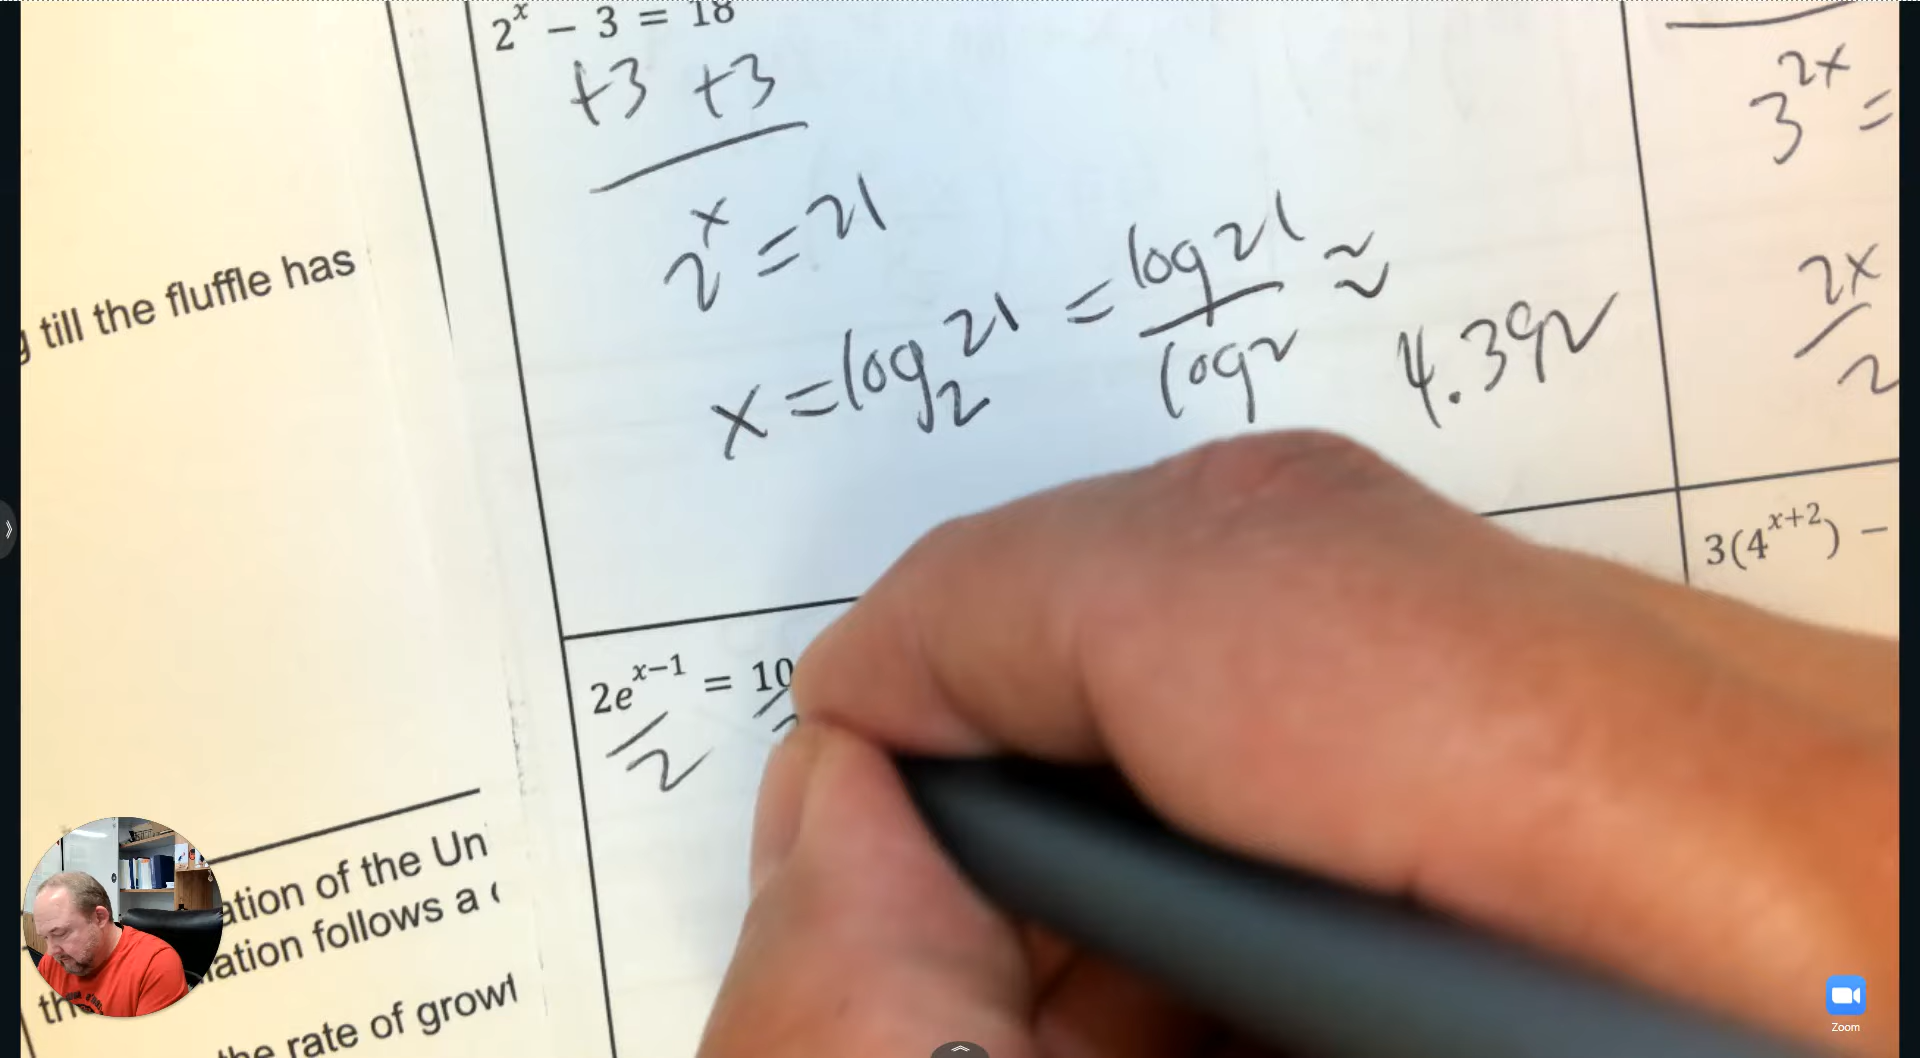 2^x − 3 = 18
+3 +3
2^x = 21
x = log_2 21 = log 21 / log 2 ≈ 4.392
2e^{x−1} = 10
2 2
3^{2x} =
2x
2
3(4^{x+2}) −
till the fluffle has
ation of the Un
ation follows a
the rate of growt
Zoom